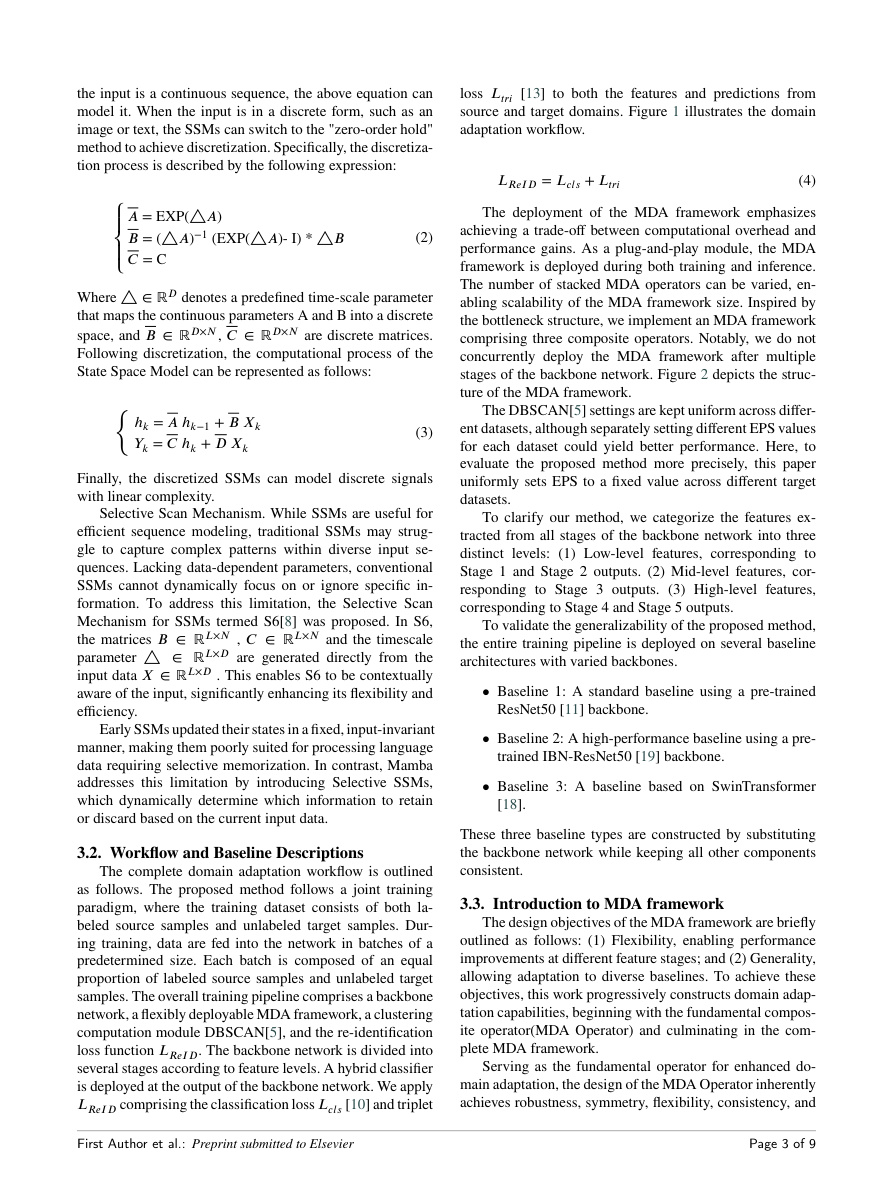 the input is a continuous sequence, the above equation can
model it. When the input is in a discrete form, such as an
image or text, the SSMs can switch to the "zero-order hold"
method to achieve discretization. Specifically, the discretiza-
tion process is described by the following expression:
A̅ = EXP(△A)
B̅ = (△A)⁻¹ (EXP(△A)- I) * △B (2)
C̅ = C
Where △ ∈ ℝᴰ denotes a predefined time-scale parameter
that maps the continuous parameters A and B into a discrete
space, and B̅ ∈ ℝᴰˣᴺ, C̅ ∈ ℝᴰˣᴺ are discrete matrices.
Following discretization, the computational process of the
State Space Model can be represented as follows:
hₖ = A̅ hₖ₋₁ + B̅ Xₖ
Yₖ = C̅ hₖ + D̅ Xₖ (3)
Finally, the discretized SSMs can model discrete signals
with linear complexity.
Selective Scan Mechanism. While SSMs are useful for
efficient sequence modeling, traditional SSMs may strug-
gle to capture complex patterns within diverse input se-
quences. Lacking data-dependent parameters, conventional
SSMs cannot dynamically focus on or ignore specific in-
formation. To address this limitation, the Selective Scan
Mechanism for SSMs termed S6[8] was proposed. In S6,
the matrices B ∈ ℝᴸˣᴺ , C ∈ ℝᴸˣᴺ and the timescale
parameter △ ∈ ℝᴸˣᴰ are generated directly from the
input data X ∈ ℝᴸˣᴰ . This enables S6 to be contextually
aware of the input, significantly enhancing its flexibility and
efficiency.
Early SSMs updated their states in a fixed, input-invariant
manner, making them poorly suited for processing language
data requiring selective memorization. In contrast, Mamba
addresses this limitation by introducing Selective SSMs,
which dynamically determine which information to retain
or discard based on the current input data.
3.2. Workflow and Baseline Descriptions
The complete domain adaptation workflow is outlined
as follows. The proposed method follows a joint training
paradigm, where the training dataset consists of both la-
beled source samples and unlabeled target samples. Dur-
ing training, data are fed into the network in batches of a
predetermined size. Each batch is composed of an equal
proportion of labeled source samples and unlabeled target
samples. The overall training pipeline comprises a backbone
network, a flexibly deployable MDA framework, a clustering
computation module DBSCAN[5], and the re-identification
loss function L_ReID. The backbone network is divided into
several stages according to feature levels. A hybrid classifier
is deployed at the output of the backbone network. We apply
L_ReID comprising the classification loss L_cls [10] and triplet
loss L_tri [13] to both the features and predictions from
source and target domains. Figure 1 illustrates the domain
adaptation workflow.
L_ReID = L_cls + L_tri (4)
The deployment of the MDA framework emphasizes
achieving a trade-off between computational overhead and
performance gains. As a plug-and-play module, the MDA
framework is deployed during both training and inference.
The number of stacked MDA operators can be varied, en-
abling scalability of the MDA framework size. Inspired by
the bottleneck structure, we implement an MDA framework
comprising three composite operators. Notably, we do not
concurrently deploy the MDA framework after multiple
stages of the backbone network. Figure 2 depicts the struc-
ture of the MDA framework.
The DBSCAN[5] settings are kept uniform across differ-
ent datasets, although separately setting different EPS values
for each dataset could yield better performance. Here, to
evaluate the proposed method more precisely, this paper
uniformly sets EPS to a fixed value across different target
datasets.
To clarify our method, we categorize the features ex-
tracted from all stages of the backbone network into three
distinct levels: (1) Low-level features, corresponding to
Stage 1 and Stage 2 outputs. (2) Mid-level features, cor-
responding to Stage 3 outputs. (3) High-level features,
corresponding to Stage 4 and Stage 5 outputs.
To validate the generalizability of the proposed method,
the entire training pipeline is deployed on several baseline
architectures with varied backbones.
• Baseline 1: A standard baseline using a pre-trained
ResNet50 [11] backbone.
• Baseline 2: A high-performance baseline using a pre-
trained IBN-ResNet50 [19] backbone.
• Baseline 3: A baseline based on SwinTransformer
[18].
These three baseline types are constructed by substituting
the backbone network while keeping all other components
consistent.
3.3. Introduction to MDA framework
The design objectives of the MDA framework are briefly
outlined as follows: (1) Flexibility, enabling performance
improvements at different feature stages; and (2) Generality,
allowing adaptation to diverse baselines. To achieve these
objectives, this work progressively constructs domain adap-
tation capabilities, beginning with the fundamental compos-
ite operator(MDA Operator) and culminating in the com-
plete MDA framework.
Serving as the fundamental operator for enhanced do-
main adaptation, the design of the MDA Operator inherently
achieves robustness, symmetry, flexibility, consistency, and
First Author et al.: Preprint submitted to Elsevier
Page 3 of 9